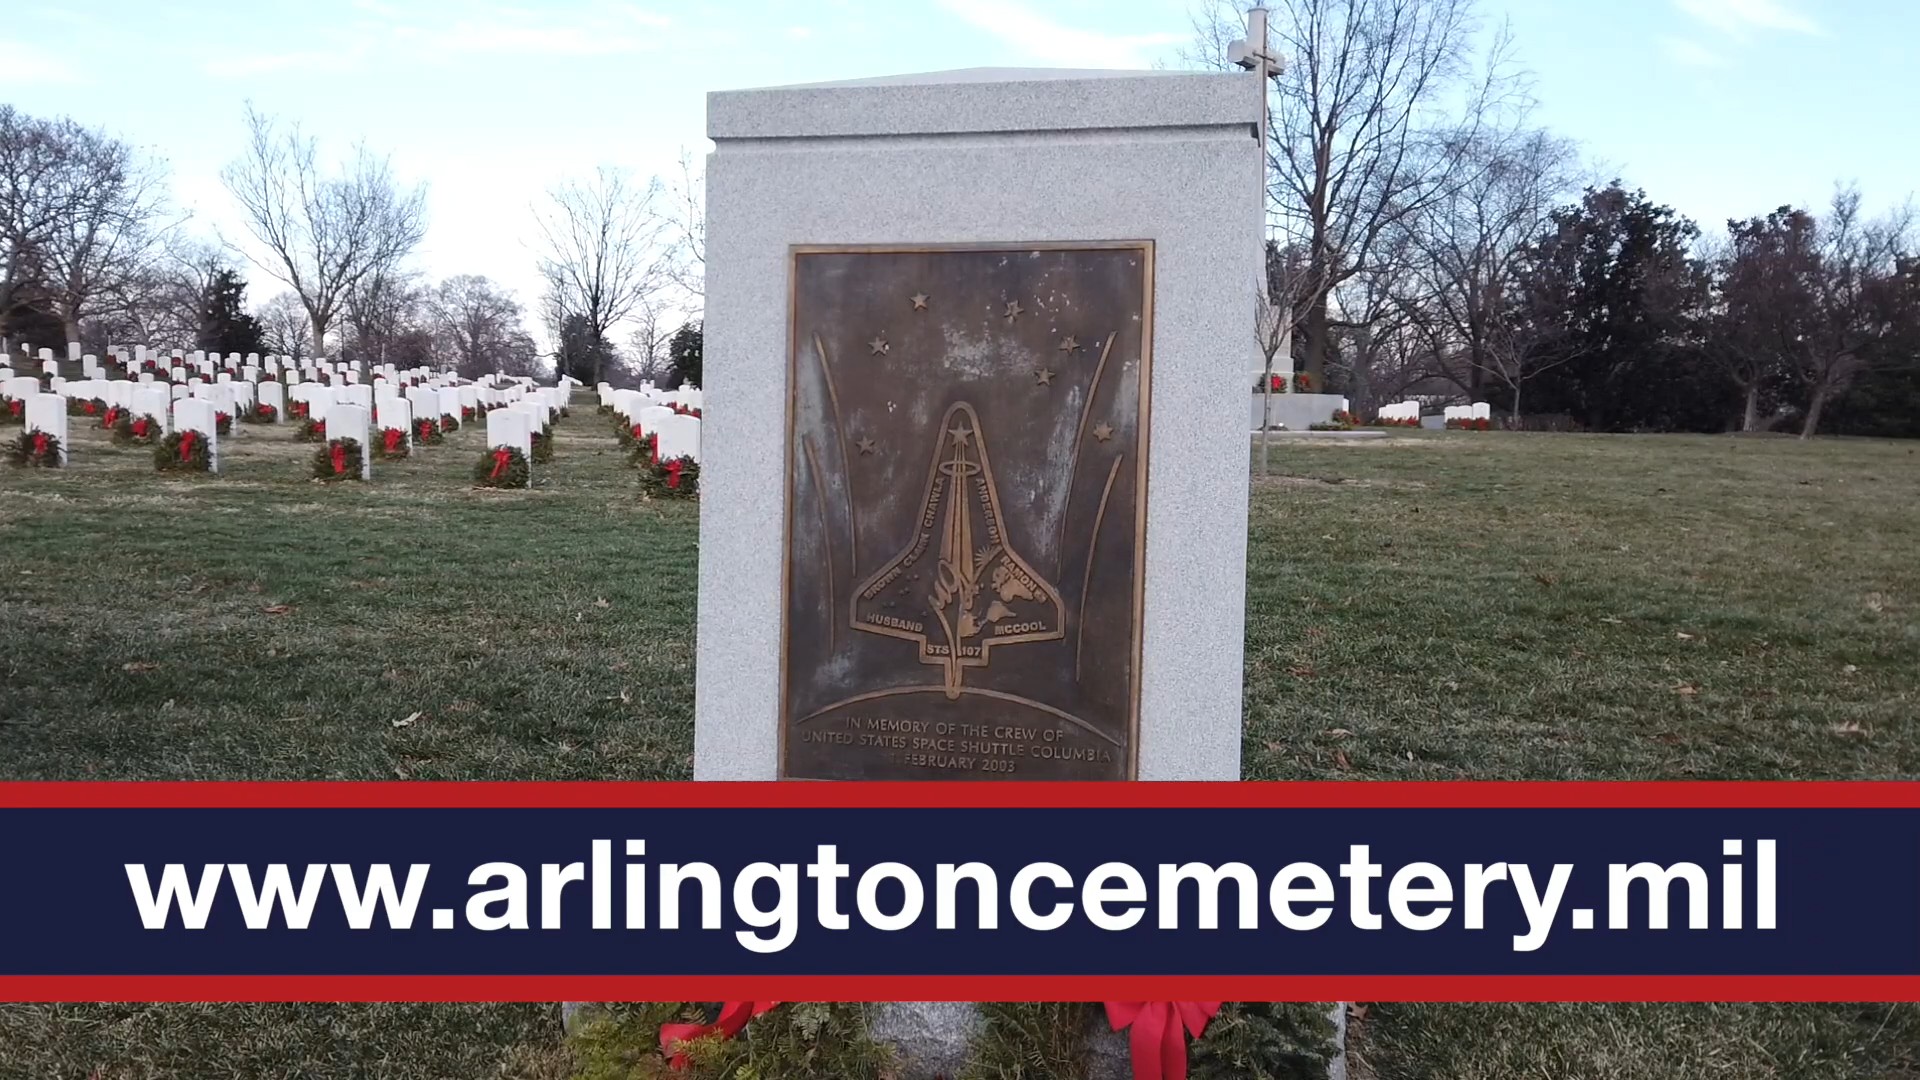 BROWN CLARK CHAWLA
ANDERSON RAMON
HUSBAND
MCCOOL
STS 107
IN MEMORY OF THE CREW OF
UNITED STATES SPACE SHUTTLE COLUMBIA
1 FEBRUARY 2003
www.arlingtoncemetery.mil